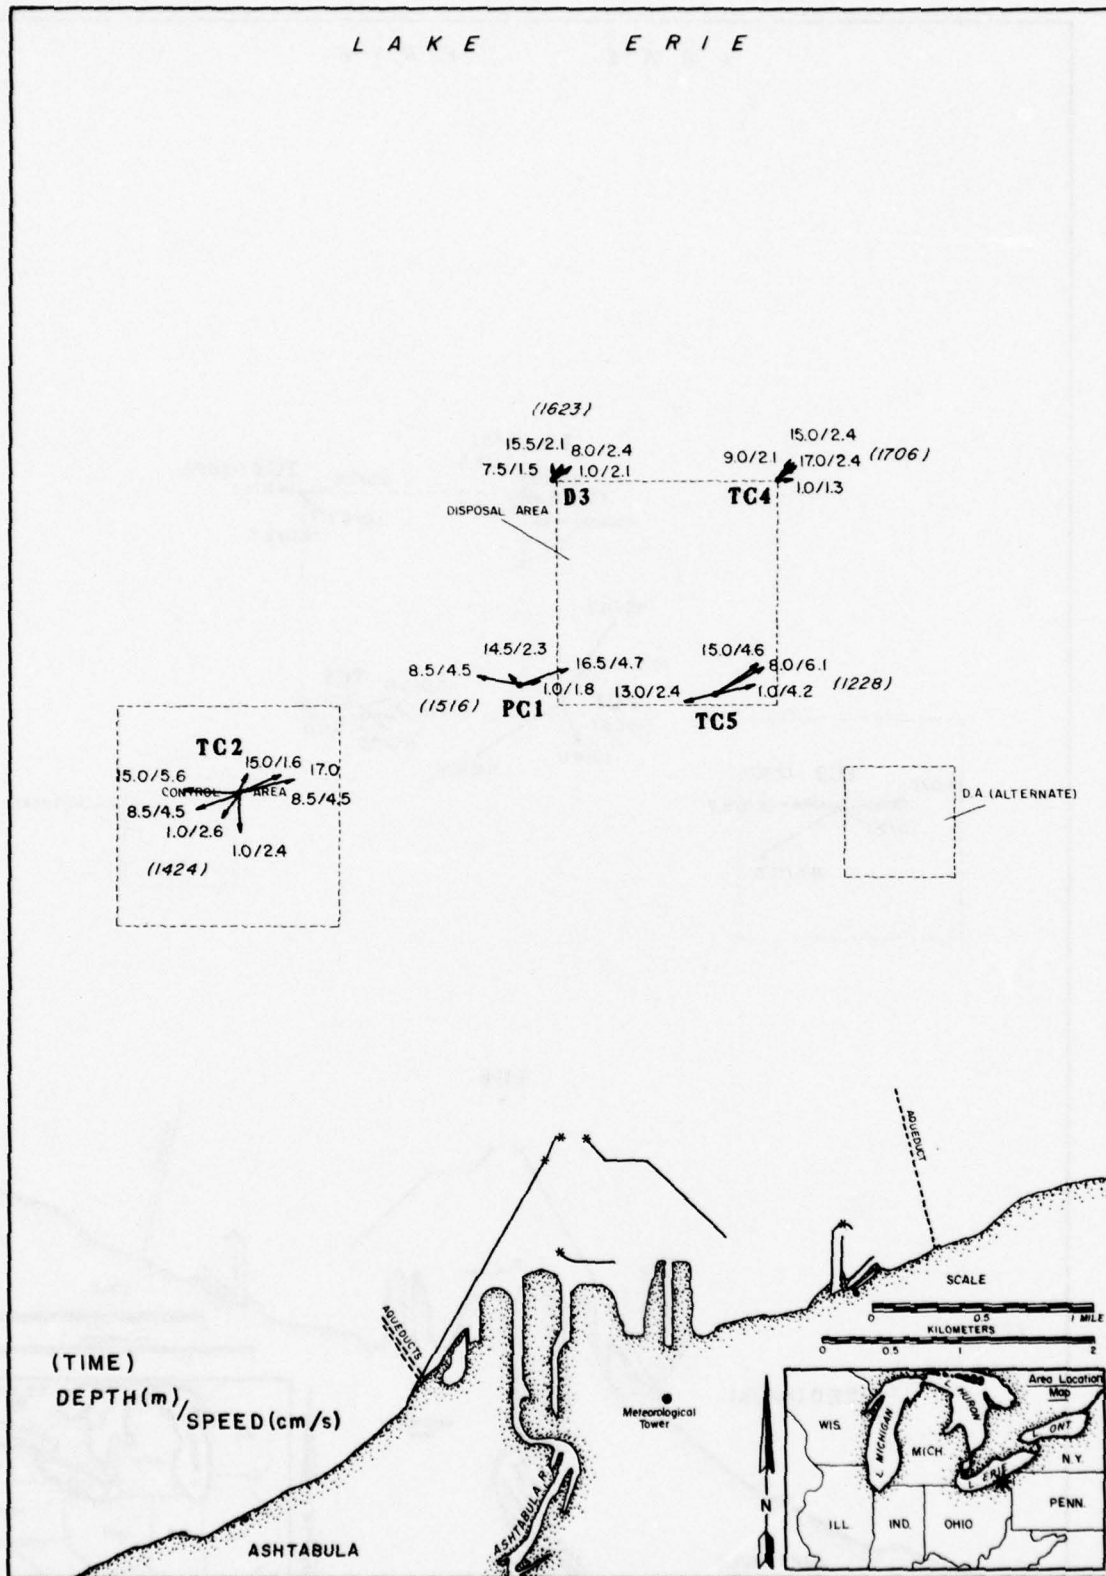 LAKE ERIE
(1623)
15.5/2.1 8.0/2.4
7.5/1.5 1.0/2.1
D3
15.0/2.4
9.0/2.1 17.0/2.4 (1706)
1.0/1.3
TC4
DISPOSAL AREA
14.5/2.3
8.5/4.5 16.5/4.7
1.0/1.8
(1516) PC1
15.0/4.6
8.0/6.1
13.0/2.4 1.0/4.2 (1228)
TC5
TC2
15.0/5.6 15.0/1.6 17.0
CONTROL AREA
8.5/4.5 8.5/4.5
1.0/2.6
1.0/2.4
(1424)
D.A (ALTERNATE)
AQUEDUCT
AQUEDUCTS
SCALE
0 0.5 1 MILE
KILOMETERS
0 0.5 1 2
(TIME)
DEPTH(m)/SPEED(cm/s)
Meteorological
Tower
ASHTABULA R.
ASHTABULA
N
Area Location
Map
WIS.
L. MICHIGAN
L. HURON
MICH.
L. ONT
L. ERIE
N.Y.
PENN.
ILL.
IND.
OHIO